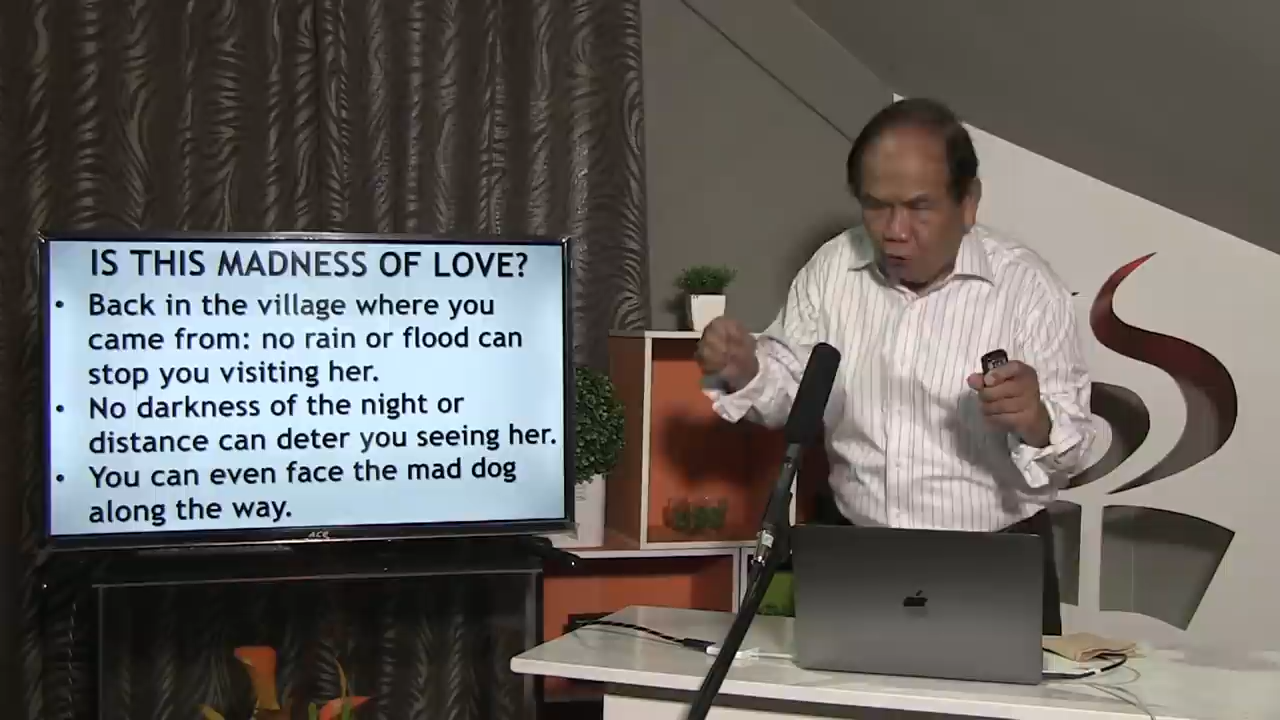 IS THIS MADNESS OF LOVE?
• Back in the village where you
came from: no rain or flood can
stop you visiting her.
• No darkness of the night or
distance can deter you seeing her.
• You can even face the mad dog
along the way.
ACE